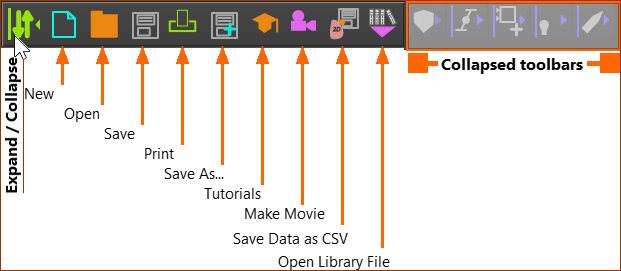 Collapsed toolbars
Expand / Collapse
New
Open
Save
Print
Save As...
Tutorials
Make Movie
Save Data as CSV
Open Library File